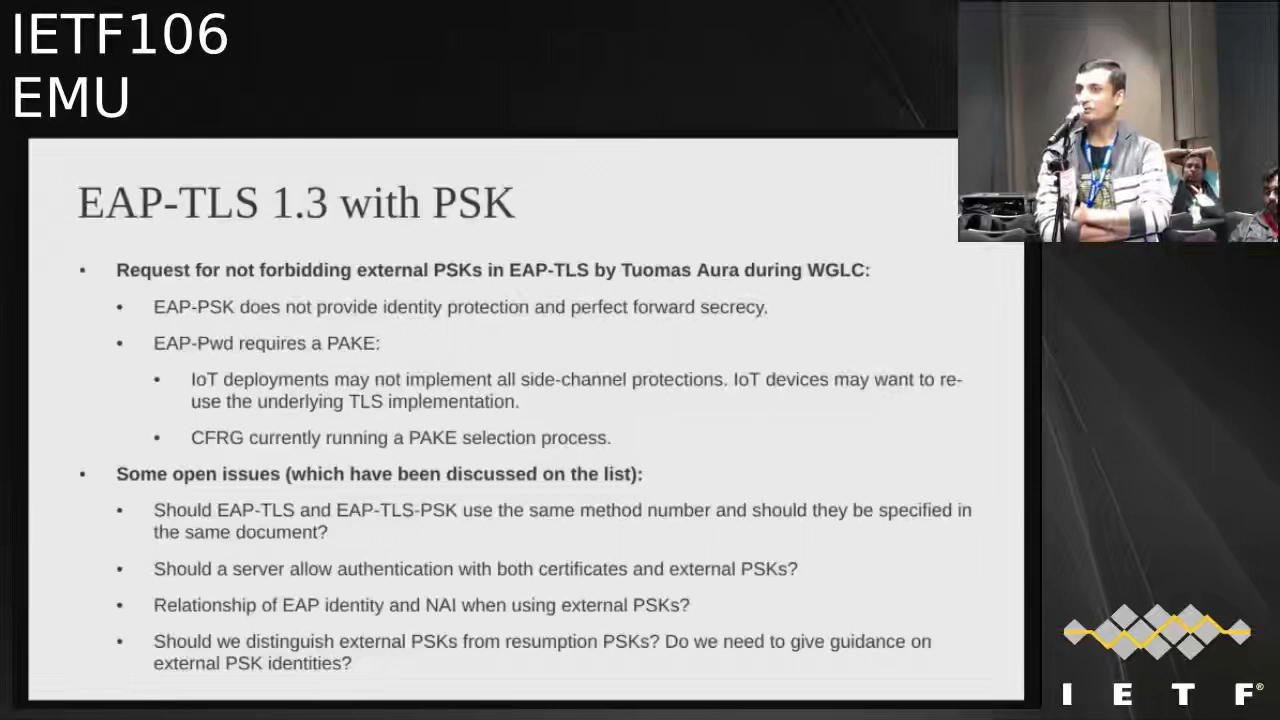 IETF106
EMU
EAP-TLS 1.3 with PSK
• Request for not forbidding external PSKs in EAP-TLS by Tuomas Aura during WGLC:
• EAP-PSK does not provide identity protection and perfect forward secrecy.
• EAP-Pwd requires a PAKE:
• IoT deployments may not implement all side-channel protections. IoT devices may want to re-
use the underlying TLS implementation.
• CFRG currently running a PAKE selection process.
• Some open issues (which have been discussed on the list):
• Should EAP-TLS and EAP-TLS-PSK use the same method number and should they be specified in
the same document?
• Should a server allow authentication with both certificates and external PSKs?
• Relationship of EAP identity and NAI when using external PSKs?
• Should we distinguish external PSKs from resumption PSKs? Do we need to give guidance on
external PSK identities?
I E T F®